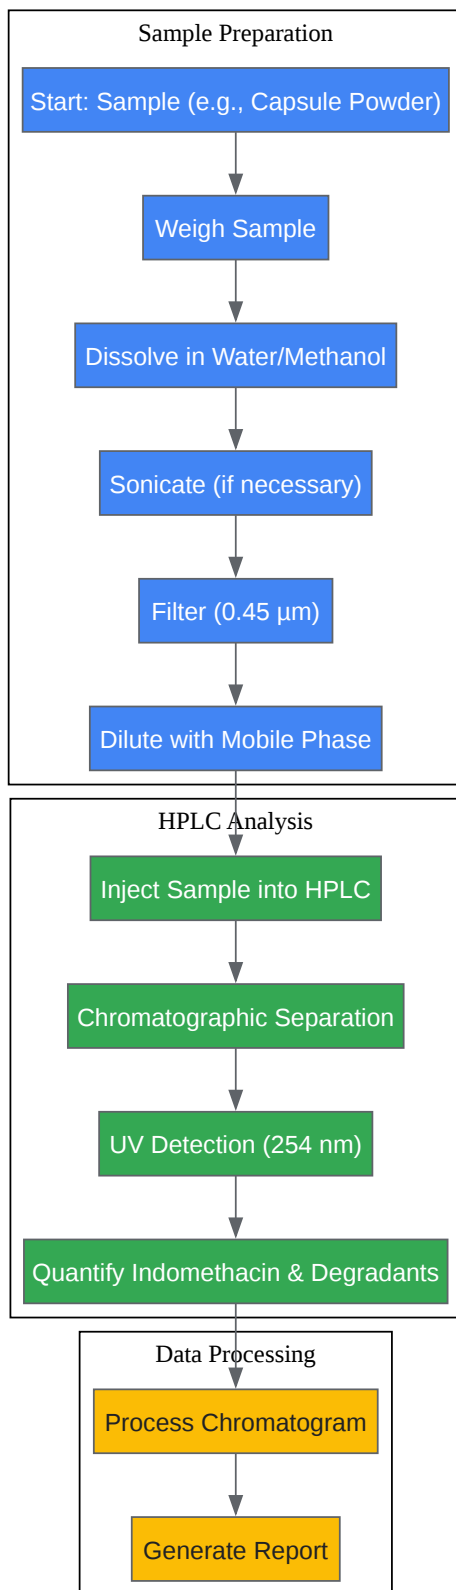 Sample Preparation
Start: Sample (e.g., Capsule Powder)
Weigh Sample
Dissolve in Water/Methanol
Sonicate (if necessary)
Filter (0.45 µm)
Dilute with Mobile Phase
HPLC Analysis
Inject Sample into HPLC
Chromatographic Separation
UV Detection (254 nm)
Quantify Indomethacin & Degradants
Data Processing
Process Chromatogram
Generate Report